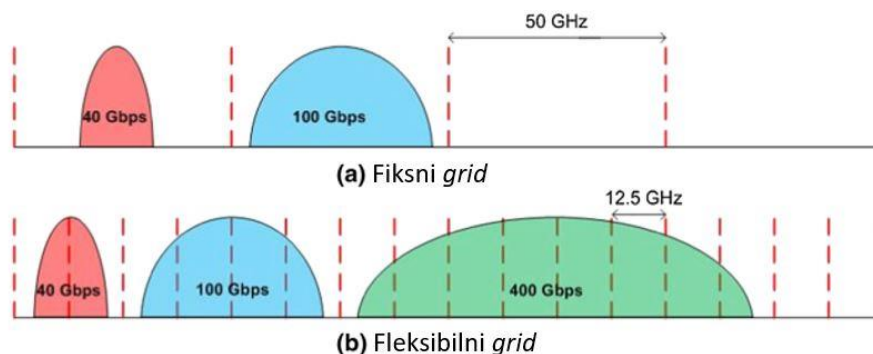 50 GHz
40 Gbps
100 Gbps
(a) Fiksni grid
12.5 GHz
40 Gbps
100 Gbps
400 Gbps
(b) Fleksibilni grid